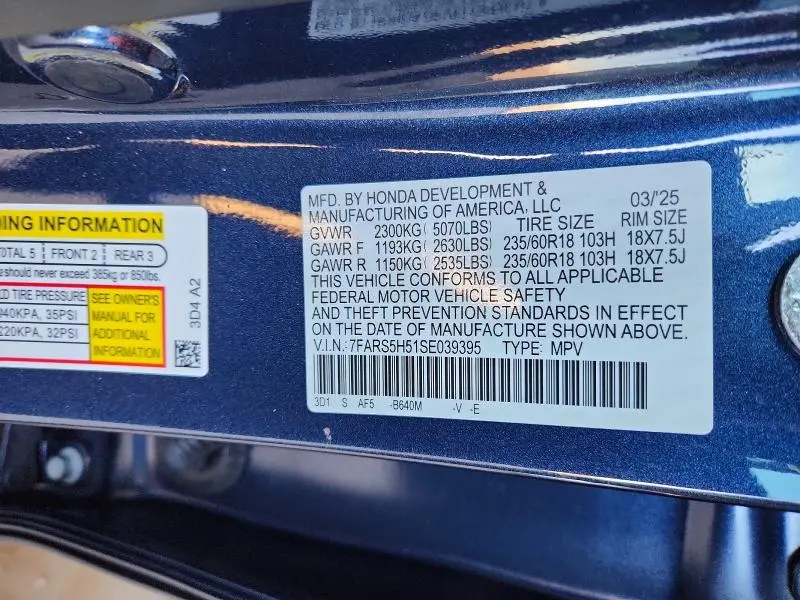 DING INFORMATION
TOTAL 5 FRONT 2 REAR 3
should never exceed 385kg or 850lbs.
TIRE PRESSURE
SEE OWNER'S
MANUAL FOR
ADDITIONAL
INFORMATION
240KPA, 35PSI
220KPA, 32PSI
3D4 A2
MFD. BY HONDA DEVELOPMENT & 03/'25
MANUFACTURING OF AMERICA, LLC
TIRE SIZE RIM SIZE
GVWR 2300KG( 5070LBS)
GAWR F 1193KG( 2630LBS) 235/60R18 103H 18X7.5J
GAWR R 1150KG( 2535LBS) 235/60R18 103H 18X7.5J
THIS VEHICLE CONFORMS TO ALL APPLICABLE
FEDERAL MOTOR VEHICLE SAFETY
AND THEFT PREVENTION STANDARDS IN EFFECT
ON THE DATE OF MANUFACTURE SHOWN ABOVE.
V.I.N.:7FARS5H51SE039395 TYPE: MPV
3D1 S AF5 -B640M -V -E